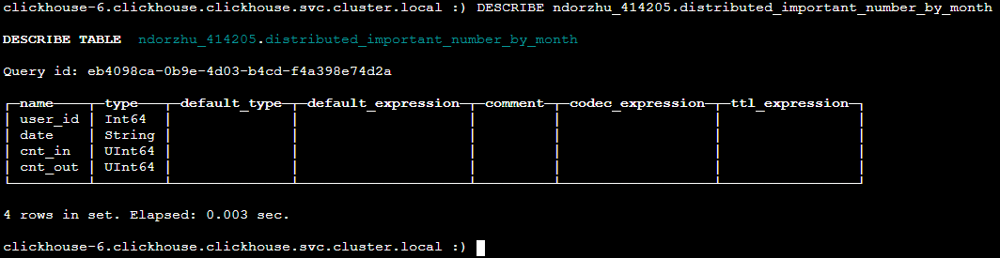 clickhouse-6.clickhouse.clickhouse.svc.cluster.local :) DESCRIBE ndorzhu_414205.distributed_important_number_by_month
DESCRIBE TABLE ndorzhu_414205.distributed_important_number_by_month
Query id: eb4098ca-0b9e-4d03-b4cd-f4a398e74d2a
┌─name────┬─type───┬─default_type─┬─default_expression─┬─comment─┬─codec_expression─┬─ttl_expression─┐
│ user_id │ Int64  │              │                    │         │                  │                │
│ date    │ String │              │                    │         │                  │                │
│ cnt_in  │ UInt64 │              │                    │         │                  │                │
│ cnt_out │ UInt64 │              │                    │         │                  │                │
└─────────┴────────┴──────────────┴────────────────────┴─────────┴──────────────────┴────────────────┘
4 rows in set. Elapsed: 0.003 sec.
clickhouse-6.clickhouse.clickhouse.svc.cluster.local :)